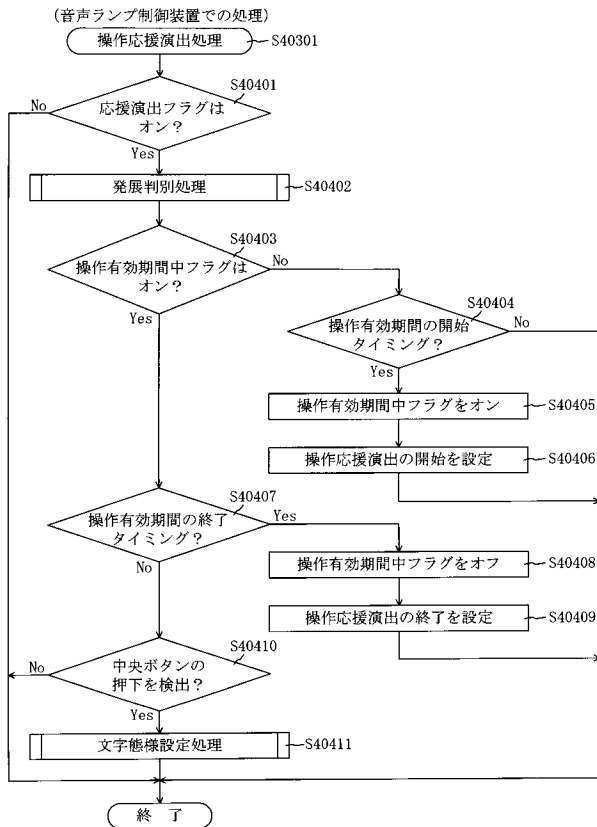 (音声ランプ制御装置での処理)
操作応援演出処理
S40301
S40401
応援演出フラグは
オン？
No
Yes
発展判別処理
S40402
S40403
操作有効期間中フラグは
オン？
No
Yes
S40404
操作有効期間の開始
タイミング？
No
Yes
操作有効期間中フラグをオン
S40405
操作応援演出の開始を設定
S40406
S40407
操作有効期間の終了
タイミング？
Yes
No
操作有効期間中フラグをオフ
S40408
操作応援演出の終了を設定
S40409
S40410
中央ボタンの
押下を検出？
No
Yes
文字態様設定処理
S40411
終 了